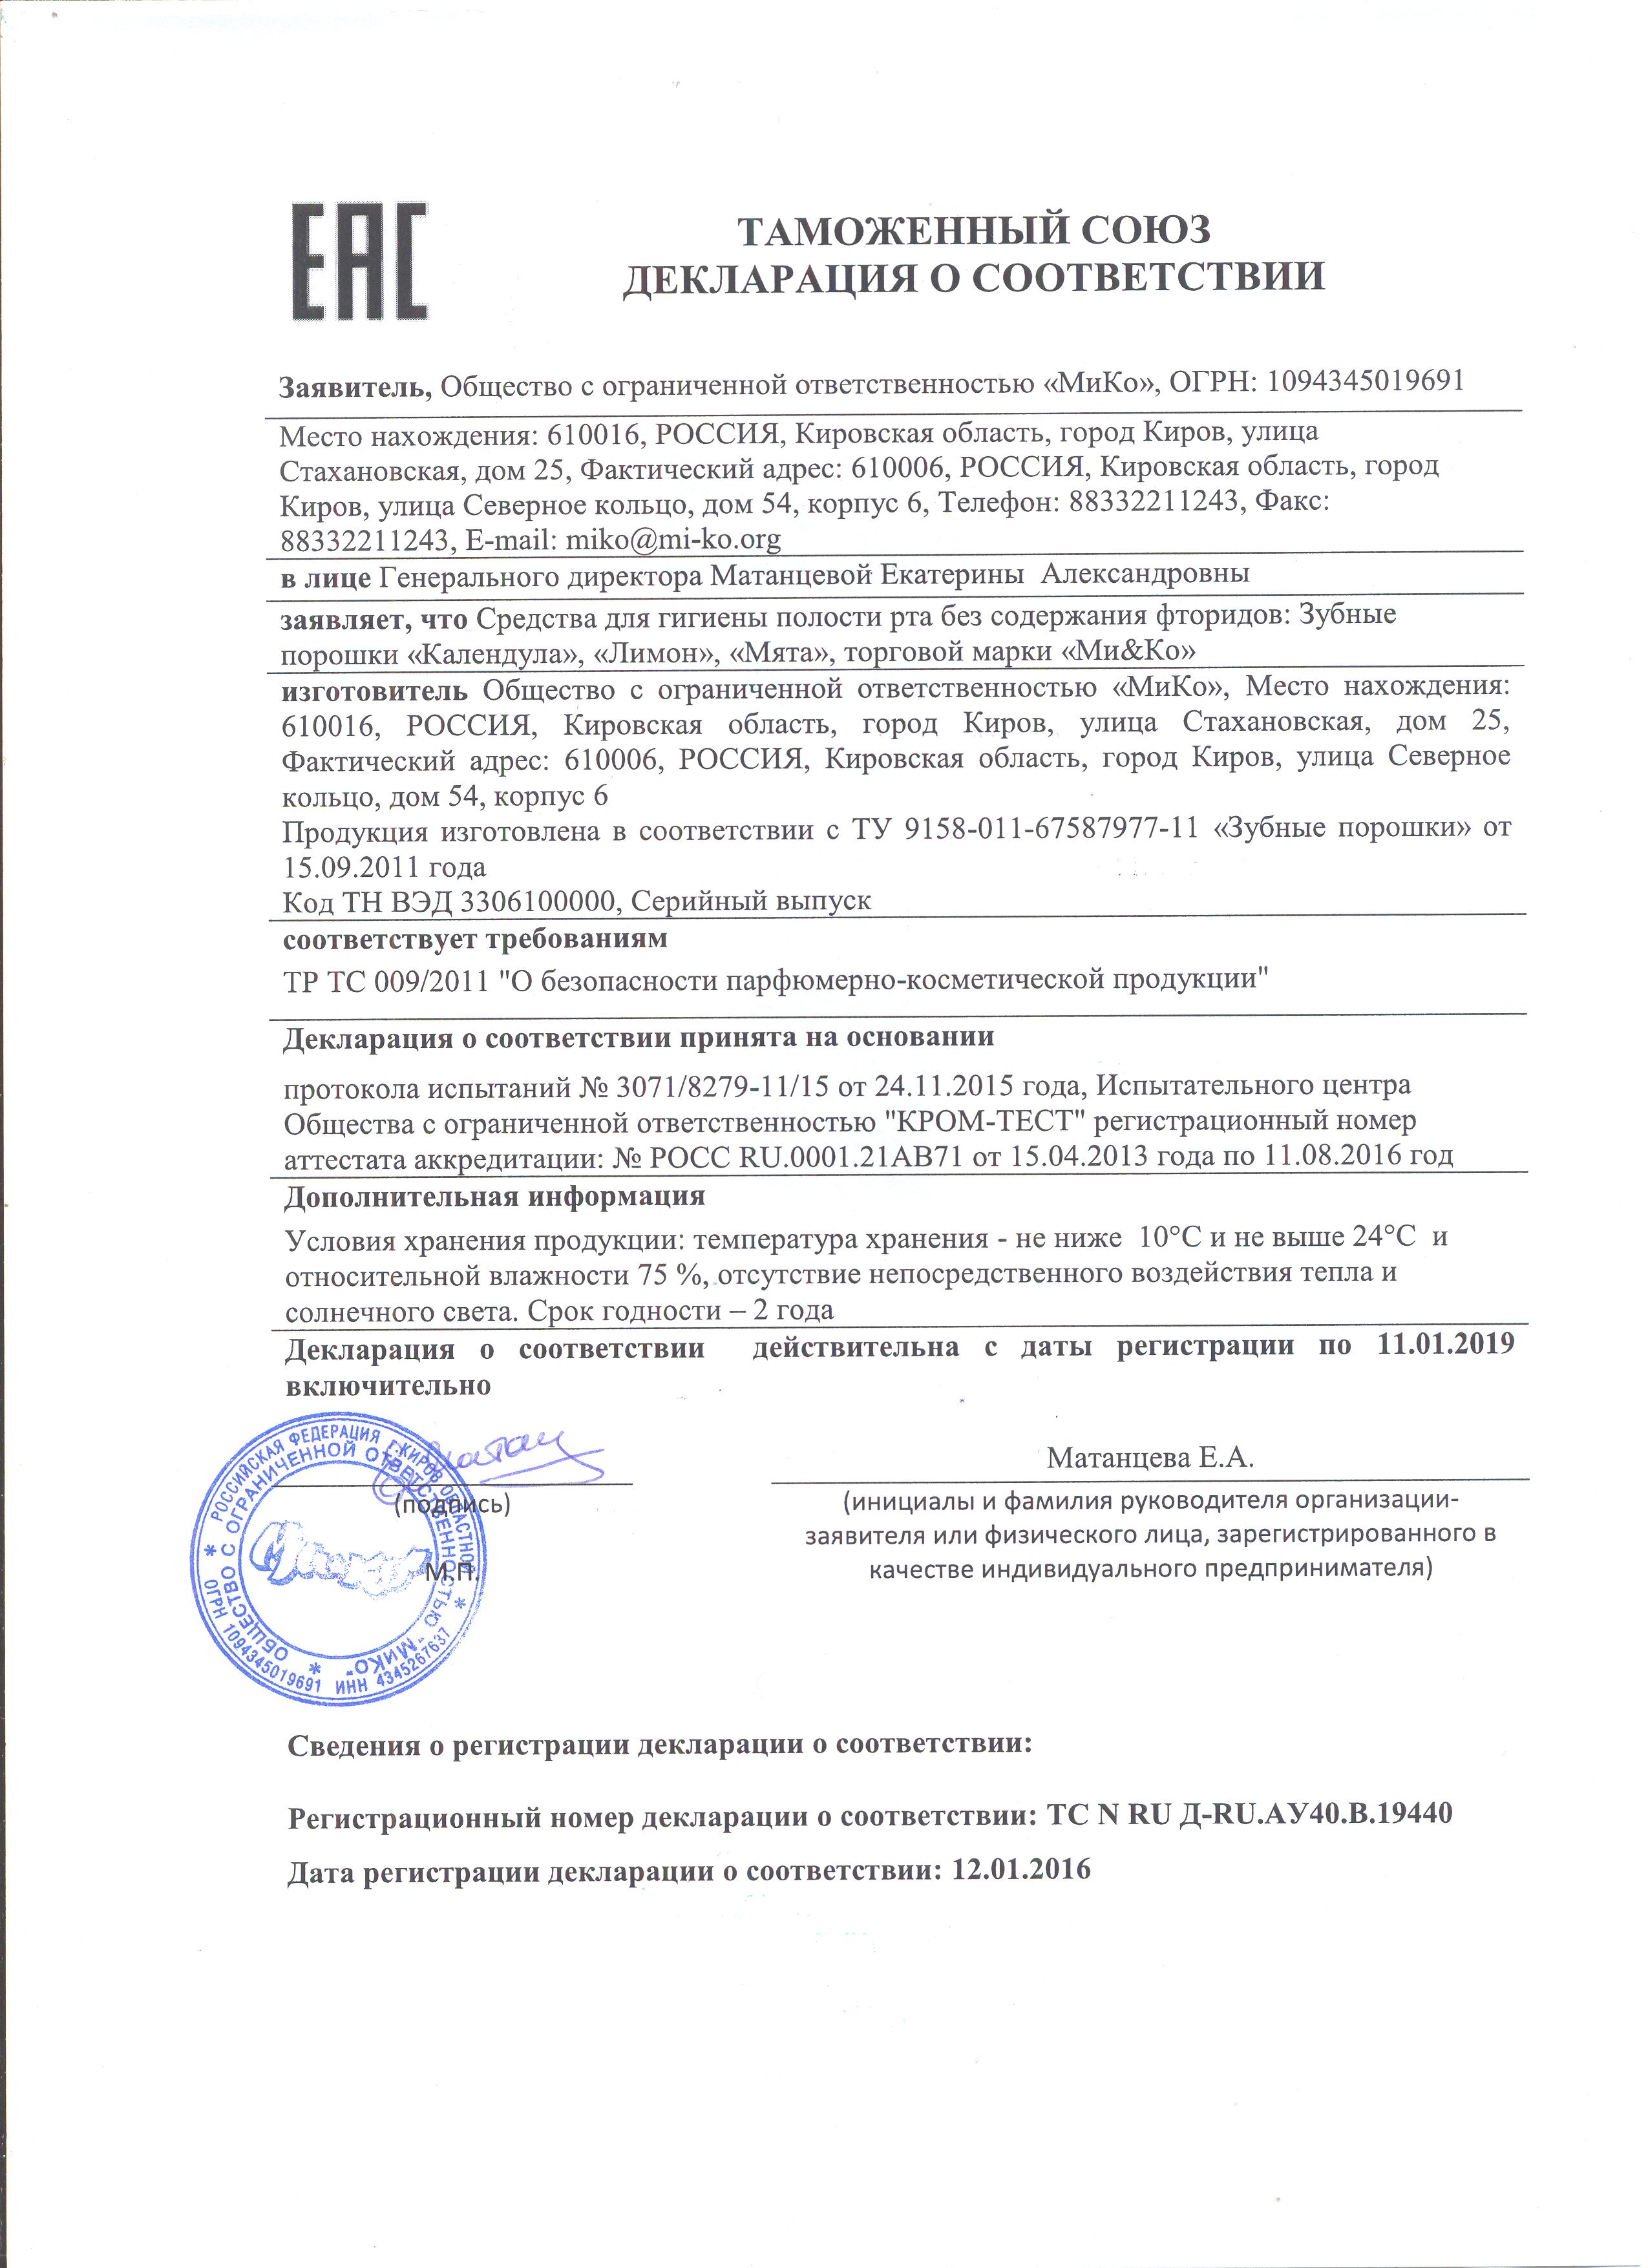 ЕАС
ТАМОЖЕННЫЙ СОЮЗ
ДЕКЛАРАЦИЯ О СООТВЕТСТВИИ
Заявитель, Общество с ограниченной ответственностью «МиКо», ОГРН: 1094345019691
Место нахождения: 610016, РОССИЯ, Кировская область, город Киров, улица
Стахановская, дом 25, Фактический адрес: 610006, РОССИЯ, Кировская область, город
Киров, улица Северное кольцо, дом 54, корпус 6, Телефон: 88332211243, Факс:
88332211243, E-mail: miko@mi-ko.org
в лице Генерального директора Матанцевой Екатерины Александровны
заявляет, что Средства для гигиены полости рта без содержания фторидов: Зубные
порошки «Календула», «Лимон», «Мята», торговой марки «Ми&Ко»
изготовитель Общество с ограниченной ответственностью «МиКо», Место нахождения:
610016, РОССИЯ, Кировская область, город Киров, улица Стахановская, дом 25,
Фактический адрес: 610006, РОССИЯ, Кировская область, город Киров, улица Северное
кольцо, дом 54, корпус 6
Продукция изготовлена в соответствии с ТУ 9158-011-67587977-11 «Зубные порошки» от
15.09.2011 года
Код ТН ВЭД 3306100000, Серийный выпуск
соответствует требованиям
ТР ТС 009/2011 "О безопасности парфюмерно-косметической продукции"
Декларация о соответствии принята на основании
протокола испытаний № 3071/8279-11/15 от 24.11.2015 года, Испытательного центра
Общества с ограниченной ответственностью "КРОМ-ТЕСТ" регистрационный номер
аттестата аккредитации: № РОСС RU.0001.21АВ71 от 15.04.2013 года по 11.08.2016 год
Дополнительная информация
Условия хранения продукции: температура хранения - не ниже 10°С и не выше 24°С и
относительной влажности 75 %, отсутствие непосредственного воздействия тепла и
солнечного света. Срок годности – 2 года
Декларация о соответствии действительна с даты регистрации по 11.01.2019
включительно
Матанцева Е.А.
(подпись)
(инициалы и фамилия руководителя организации-
заявителя или физического лица, зарегистрированного в
качестве индивидуального предпринимателя)
М.П.
РОССИЙСКАЯ ФЕДЕРАЦИЯ Г.КИРОВ ОБЛАСТНОЙ
* ОГРН 1094345019691 ИНН 4345267637 *
ОБЩЕСТВО С ОГРАНИЧЕННОЙ ОТВЕТСТВЕННОСТЬЮ "МИКО" *
Сведения о регистрации декларации о соответствии:
Регистрационный номер декларации о соответствии: ТС N RU Д-RU.АУ40.В.19440
Дата регистрации декларации о соответствии: 12.01.2016